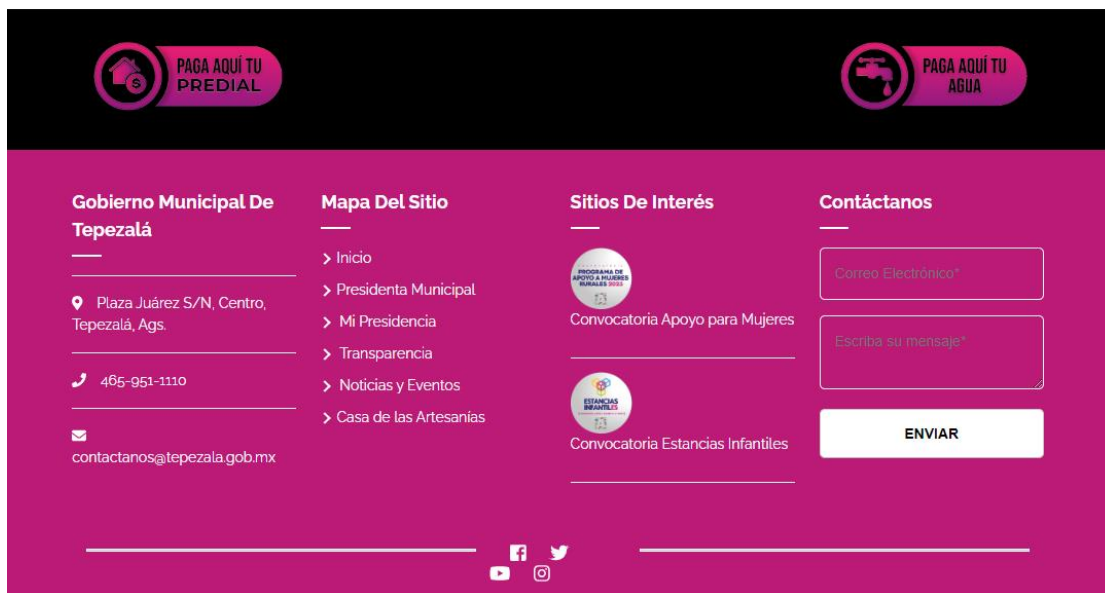 PAGA AQUÍ TU
PREDIAL
PAGA AQUÍ TU
AGUA
Gobierno Municipal De
Tepezalá
Plaza Juárez S/N, Centro,
Tepezalá, Ags.
465-951-1110
contactanos@tepezala.gob.mx
Mapa Del Sitio
Inicio
Presidenta Municipal
Mi Presidencia
Transparencia
Noticias y Eventos
Casa de las Artesanías
Sitios De Interés
PROGRAMA DE
APOYO A MUJERES
RURALES 2023
Convocatoria Apoyo para Mujeres
ESTANCIAS
INFANTILES
Convocatoria Estancias Infantiles
Contáctanos
Correo Electrónico*
Escriba su mensaje*
ENVIAR